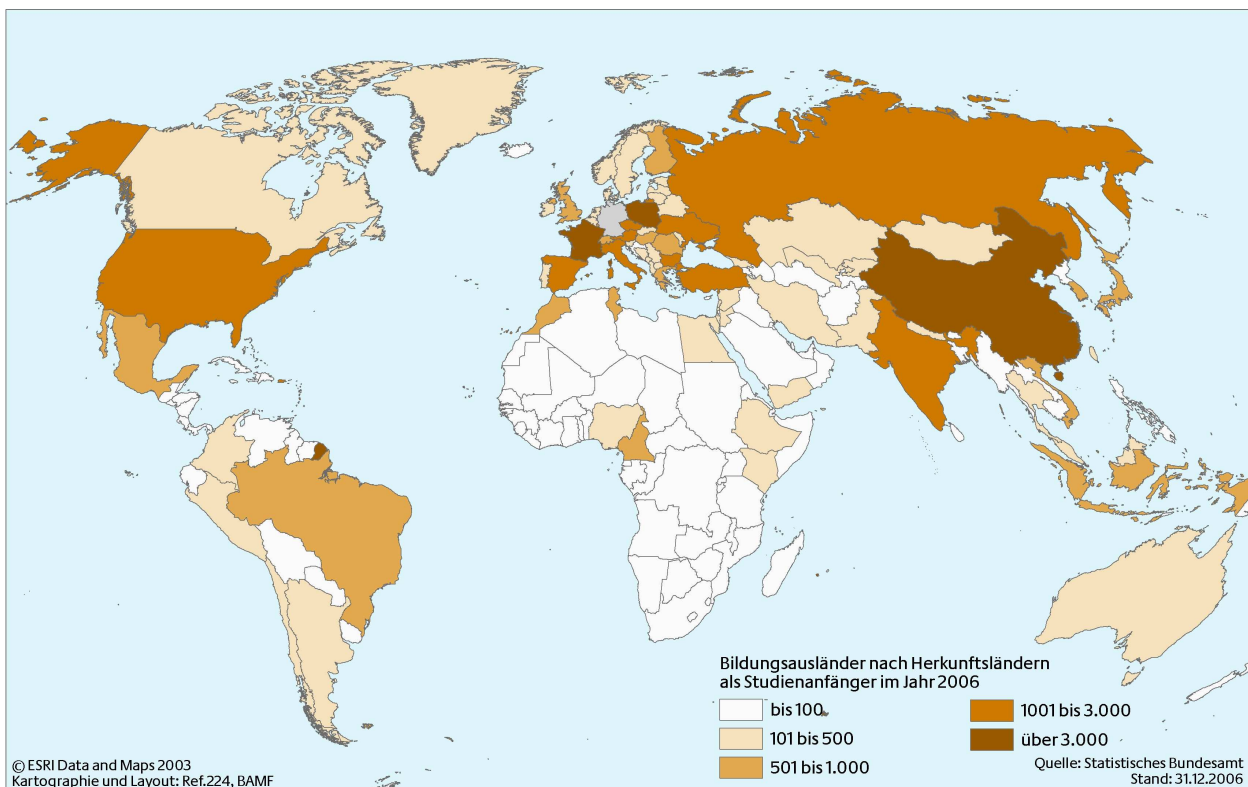 Bildungsausländer nach Herkunftsländern
als Studienanfänger im Jahr 2006
bis 100
101 bis 500
501 bis 1.000
1001 bis 3.000
über 3.000
© ESRI Data and Maps 2003
Kartographie und Layout: Ref.224, BAMF
Quelle: Statistisches Bundesamt
Stand: 31.12.2006